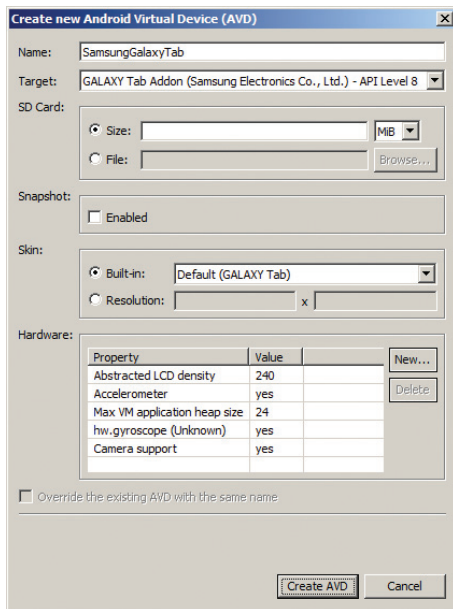 Create new Android Virtual Device (AVD)
Name: SamsungGalaxyTab
Target: GALAXY Tab Addon (Samsung Electronics Co., Ltd.) - API Level 8
SD Card:
Size: MiB
File: Browse...
Snapshot:
Enabled
Skin:
Built-in: Default (GALAXY Tab)
Resolution: x
Hardware:
Property Value New...
Abstracted LCD density 240
Accelerometer yes Delete
Max VM application heap size 24
hw.gyroscope (Unknown) yes
Camera support yes
Override the existing AVD with the same name
Create AVD Cancel